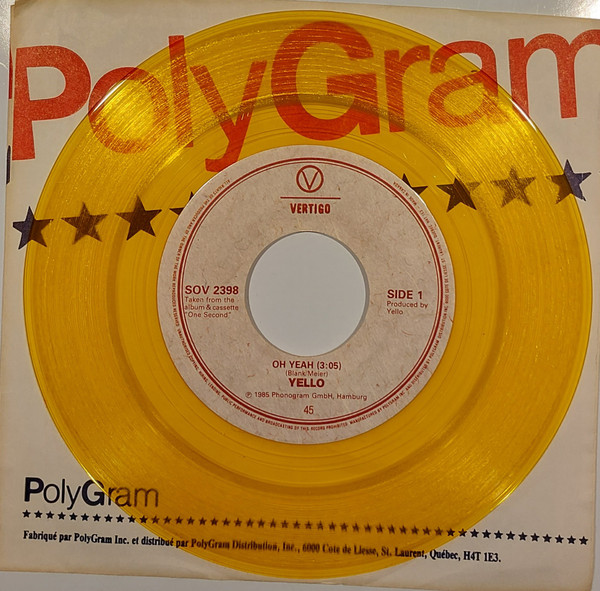 PolyGram
VERTIGO
SOV 2398
Taken from the
album & cassette
"One Second"
SIDE 1
Produced by
Yello
OH YEAH (3:05)
(Blank/Meier)
YELLO
℗ 1985 Phonogram GmbH, Hamburg
45
PolyGram
Fabriqué par PolyGram Inc. et distribué par PolyGram Distribution, Inc., 6000 Cote de Liesse, St. Laurent, Québec, H4T 1E3.